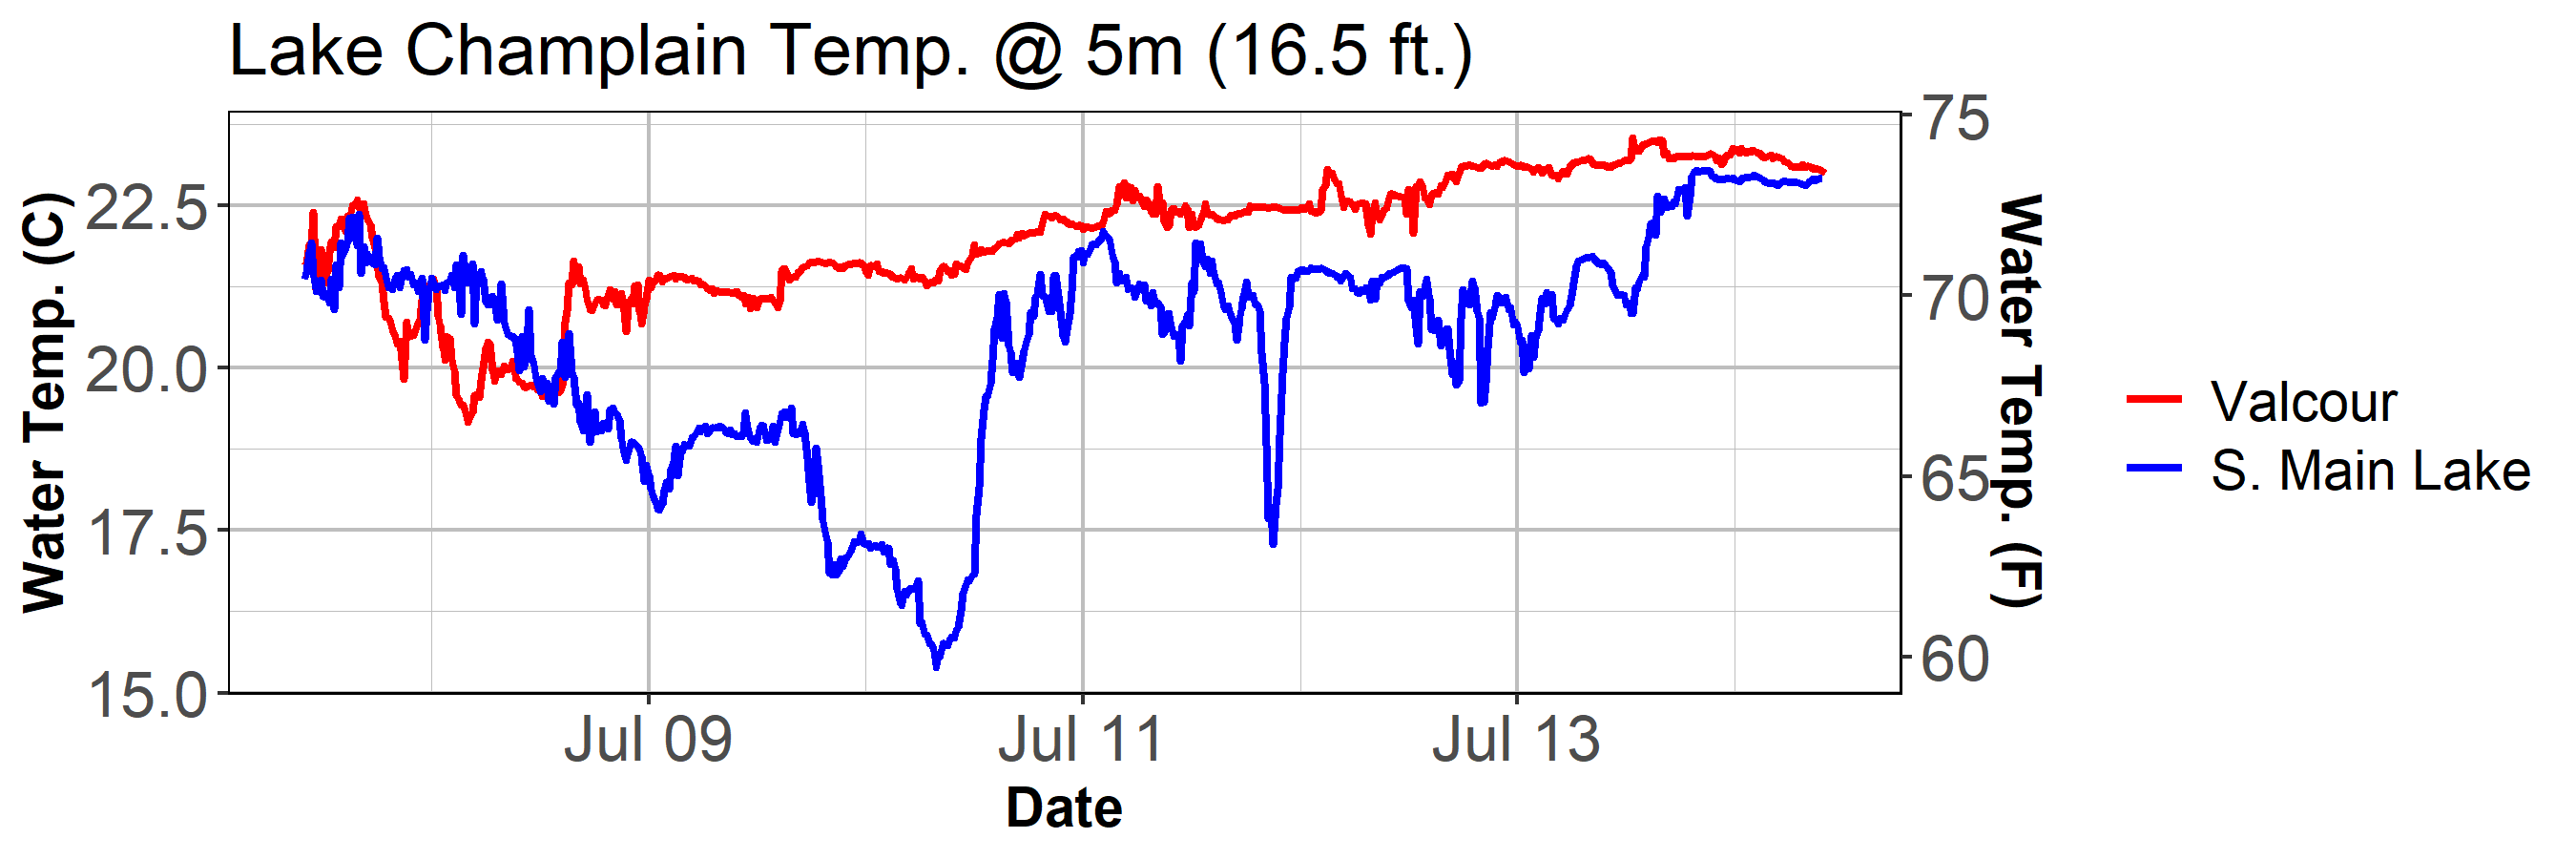 Lake Champlain Temp. @ 5m (16.5 ft.)
Water Temp. (C)
22.5
20.0
17.5
15.0
75
70
65
60
Water Temp. (F)
Jul 09
Jul 11
Jul 13
Date
Valcour
S. Main Lake